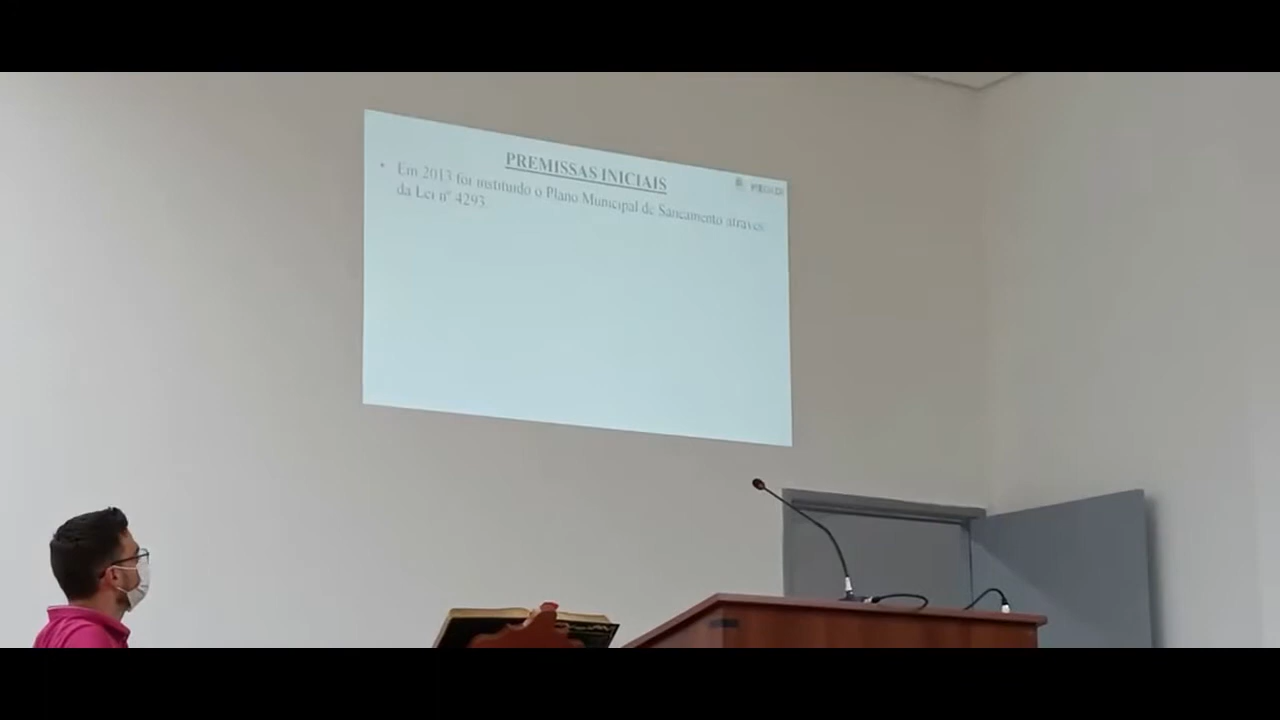 PREMISSAS INICIAIS
• Em 2013 foi instituído o Plano Municipal de Saneamento através
da Lei nº 4293.